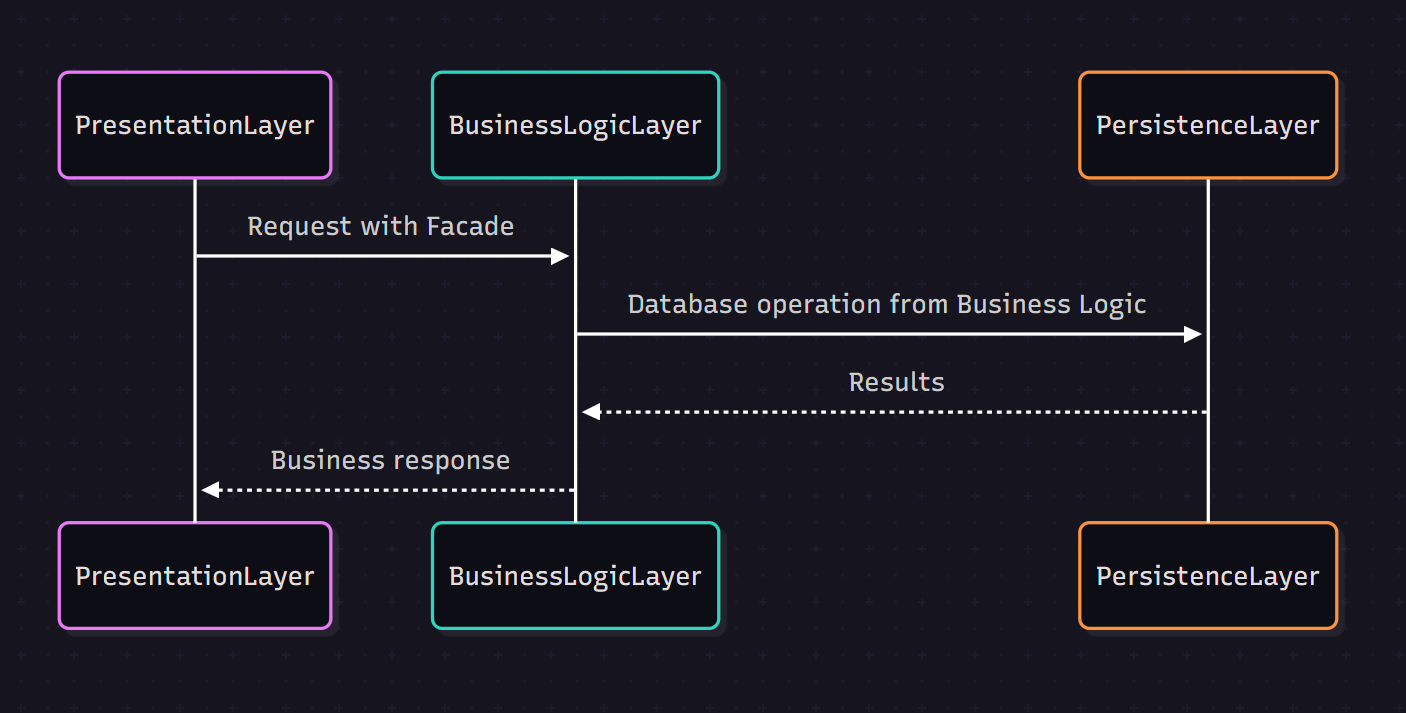 PresentationLayer
BusinessLogicLayer
PersistenceLayer
Request with Facade
Database operation from Business Logic
Results
Business response
PresentationLayer
BusinessLogicLayer
PersistenceLayer